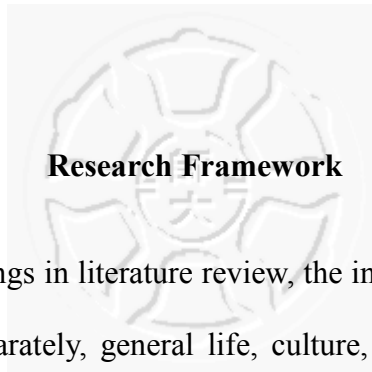 Research Framework
ngs in literature review, the in
arately, general life, culture,